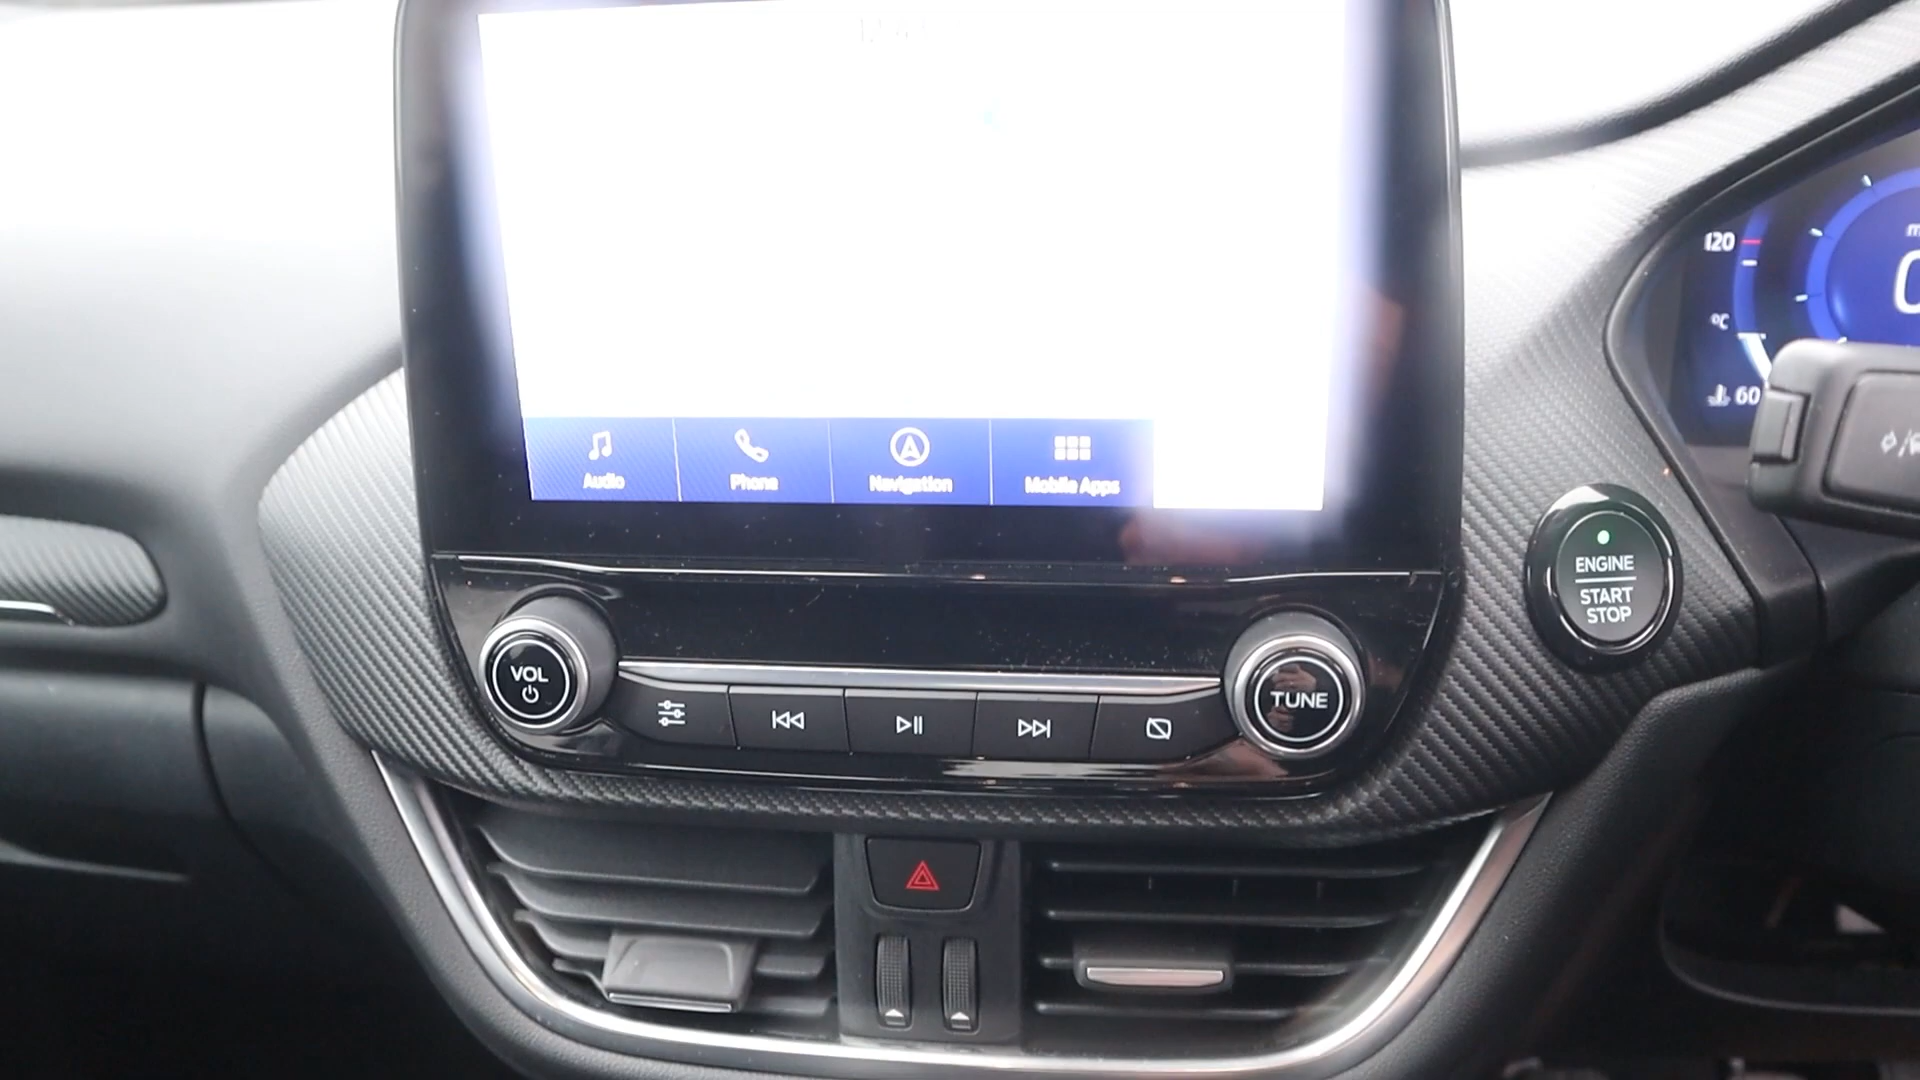 120
°C
60
Audio
Phone
Navigation
Mobile Apps
ENGINE
START
STOP
VOL
TUNE